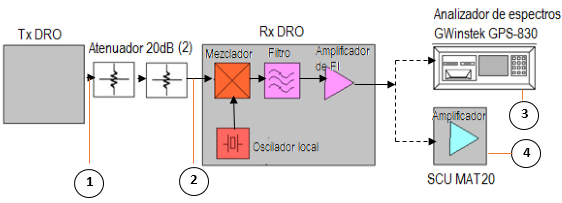 Analizador de espectros
GWinstek GPS-830
Tx DRO
Rx DRO
Atenuador 20dB (2)
Mezclador
Filtro
Amplificador
de FI
Oscilador local
Amplificador
SCU MAT20
1
2
3
4